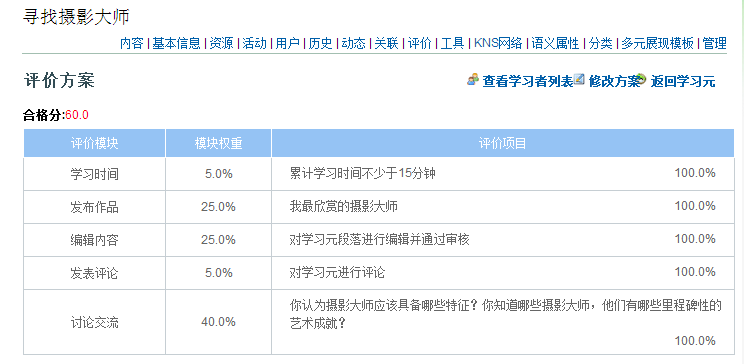 寻找摄影大师
内容 | 基本信息 | 资源 | 活动 | 用户 | 历史 | 动态 | 关联 | 评价 | 工具 | KNS网络 | 语义属性 | 分类 | 多元展现模板 | 管理
评价方案 查看学习者列表 修改方案 返回学习元
合格分:60.0
评价模块 模块权重 评价项目
学习时间 5.0% 累计学习时间不少于15分钟 100.0%
发布作品 25.0% 我最欣赏的摄影大师 100.0%
编辑内容 25.0% 对学习元段落进行编辑并通过审核 100.0%
发表评论 5.0% 对学习元进行评论 100.0%
讨论交流 40.0% 你认为摄影大师应该具备哪些特征？你知道哪些摄影大师，他们有哪些里程碑性的
艺术成就？
100.0%